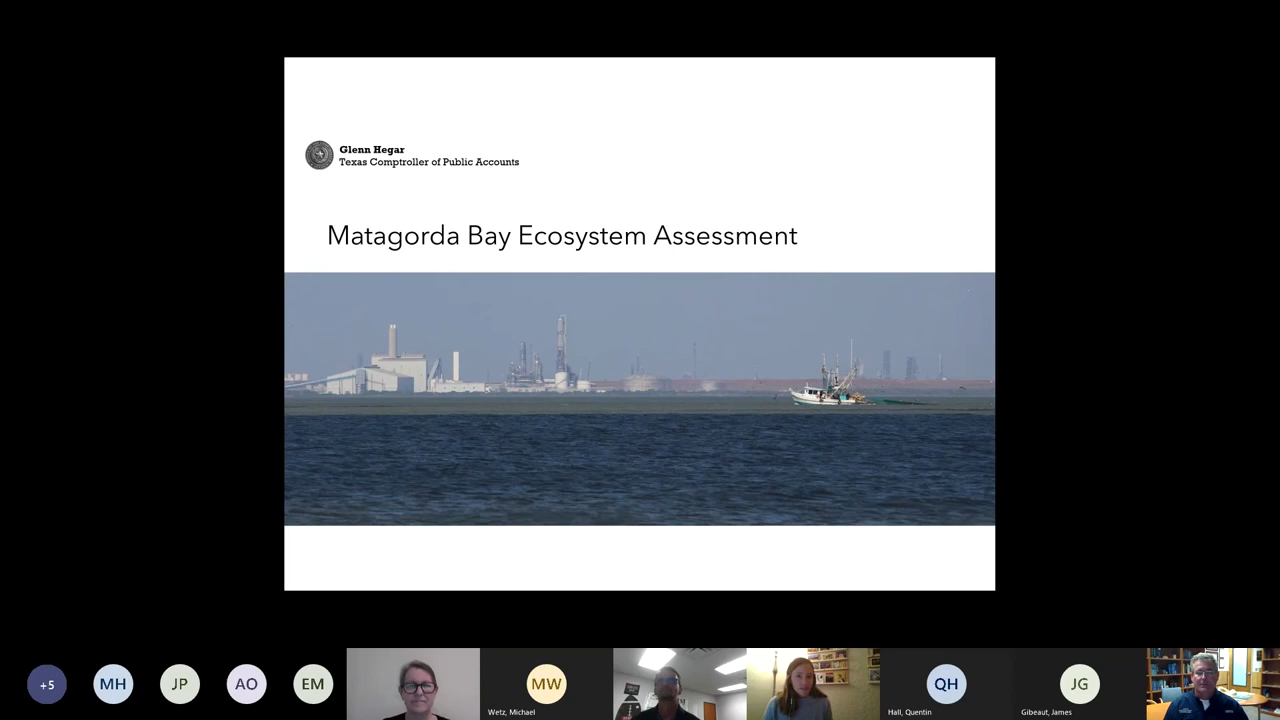 Glenn Hegar
Texas Comptroller of Public Accounts
Matagorda Bay Ecosystem Assessment
+5
MH
JP
AO
EM
MW
Wetz, Michael
QH
Hall, Quentin
JG
Gibeaut, James